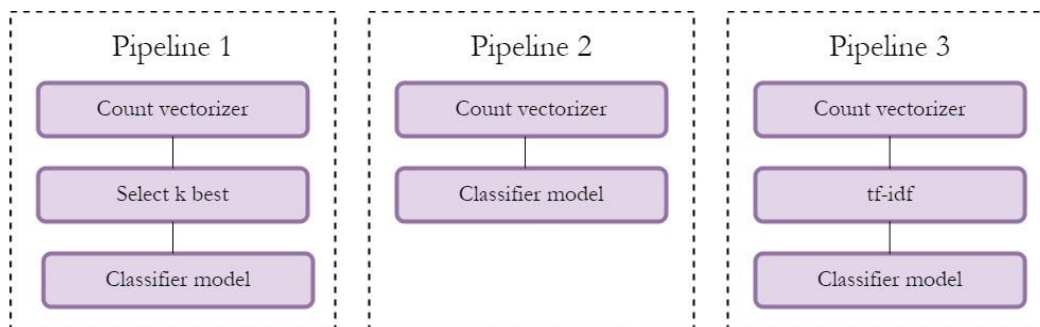 Pipeline 1
Count vectorizer
Select k best
Classifier model
Pipeline 2
Count vectorizer
Classifier model
Pipeline 3
Count vectorizer
tf-idf
Classifier model